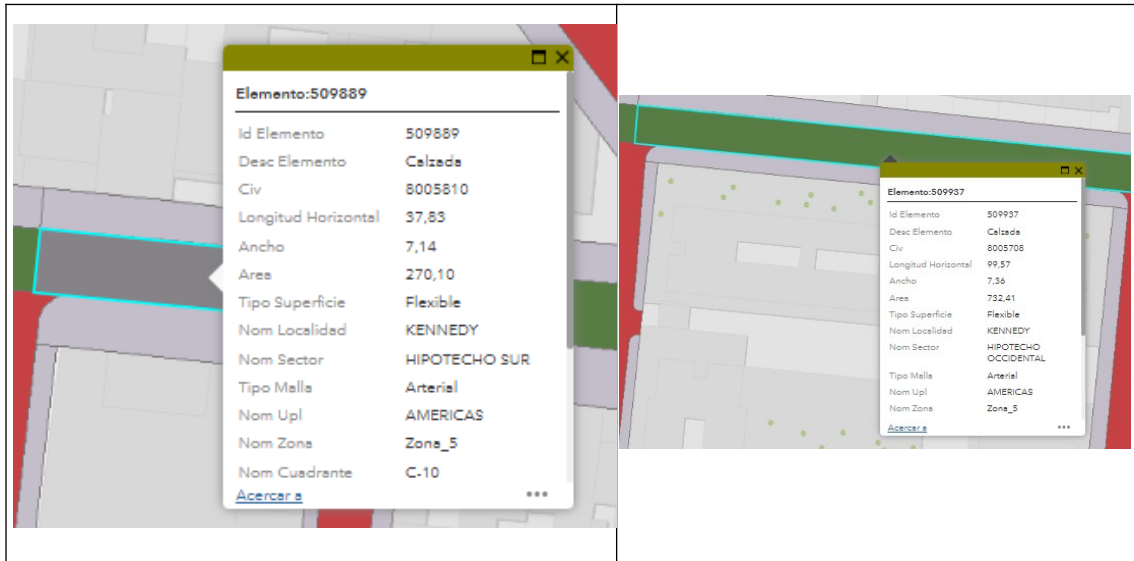 Elemento:509889
Id Elemento 509889
Desc Elemento Calzada
Civ 8005810
Longitud Horizontal 37,83
Ancho 7,14
Area 270,10
Tipo Superficie Flexible
Nom Localidad KENNEDY
Nom Sector HIPOTECHO SUR
Tipo Malla Arterial
Nom Upl AMERICAS
Nom Zona Zona_5
Nom Cuadrante C-10
Acercar a
Elemento:509937
Id Elemento 509937
Desc Elemento Calzada
Civ 8005708
Longitud Horizontal 99,57
Ancho 7,36
Area 732,41
Tipo Superficie Flexible
Nom Localidad KENNEDY
Nom Sector HIPOTECHO
OCCIDENTAL
Tipo Malla Arterial
Nom Upl AMERICAS
Nom Zona Zona_5
Acercar a